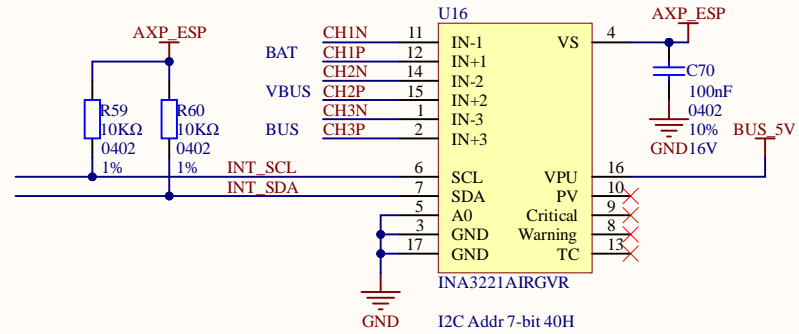 U16
AXP_ESP
AXP_ESP
CH1N 11 IN-1 VS 4
BAT CH1P 12 IN+1
CH2N 14 IN-2 C70
VBUS CH2P 15 IN+2 100nF
R59 R60 CH3N 1 IN-3 0402
10KΩ 10KΩ BUS CH3P 2 IN+3 10% BUS_5V
0402 0402 GND 16V
1% 1% INT_SCL 6 SCL VPU 16
INT_SDA 7 SDA PV 10
5 A0 Critical 9
3 GND Warning 8
17 GND TC 13
INA3221AIRGVR
GND I2C Addr 7-bit 40H